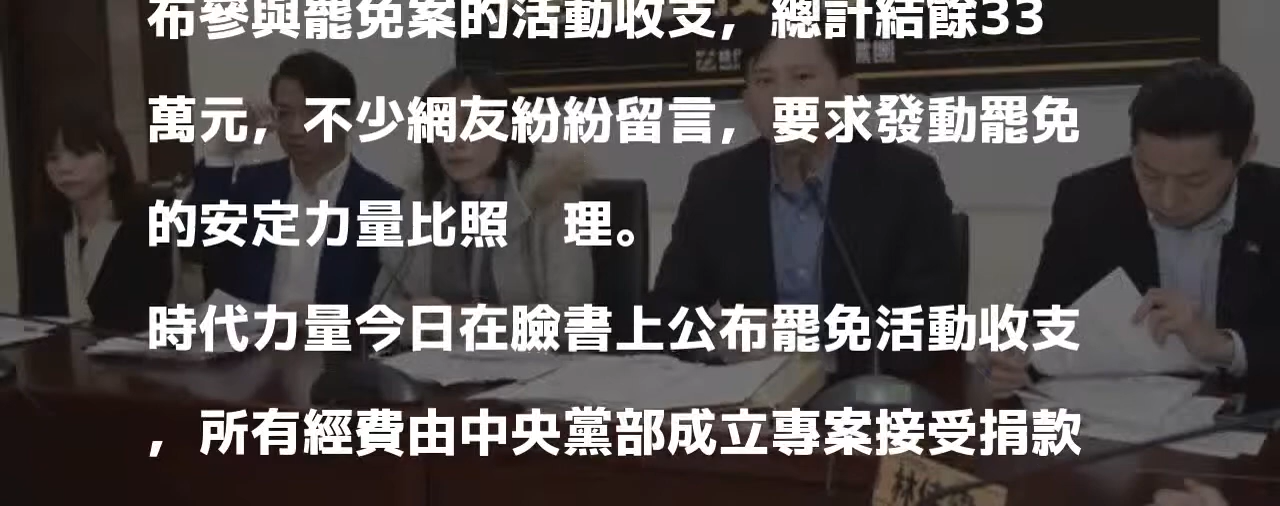 布參與罷免案的活動收支，總計結餘33
萬元，不少網友紛紛留言，要求發動罷免
的安定力量比照　理。
時代力量今日在臉書上公布罷免活動收支
，所有經費由中央黨部成立專案接受捐款